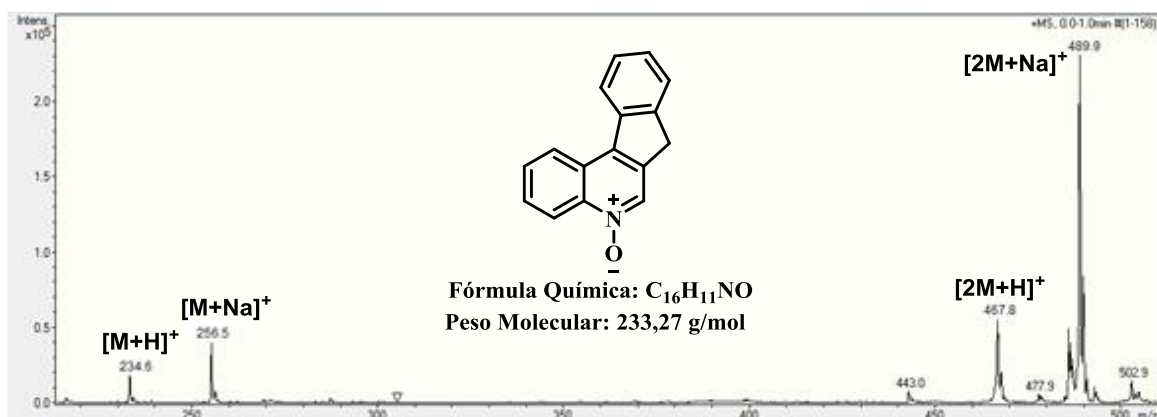 Intens.
x10⁵
+MS, 0.0-1.0min #(1-158)
489.9
[2M+Na]⁺
2.0
1.5
1.0
0.5
0.0
N
+
O
−
Fórmula Química: C₁₆H₁₁NO
Peso Molecular: 233,27 g/mol
[M+H]⁺
234.6
[M+Na]⁺
256.5
[2M+H]⁺
467.8
443.0
477.9
502.9
250
300
350
400
450
500
m/z